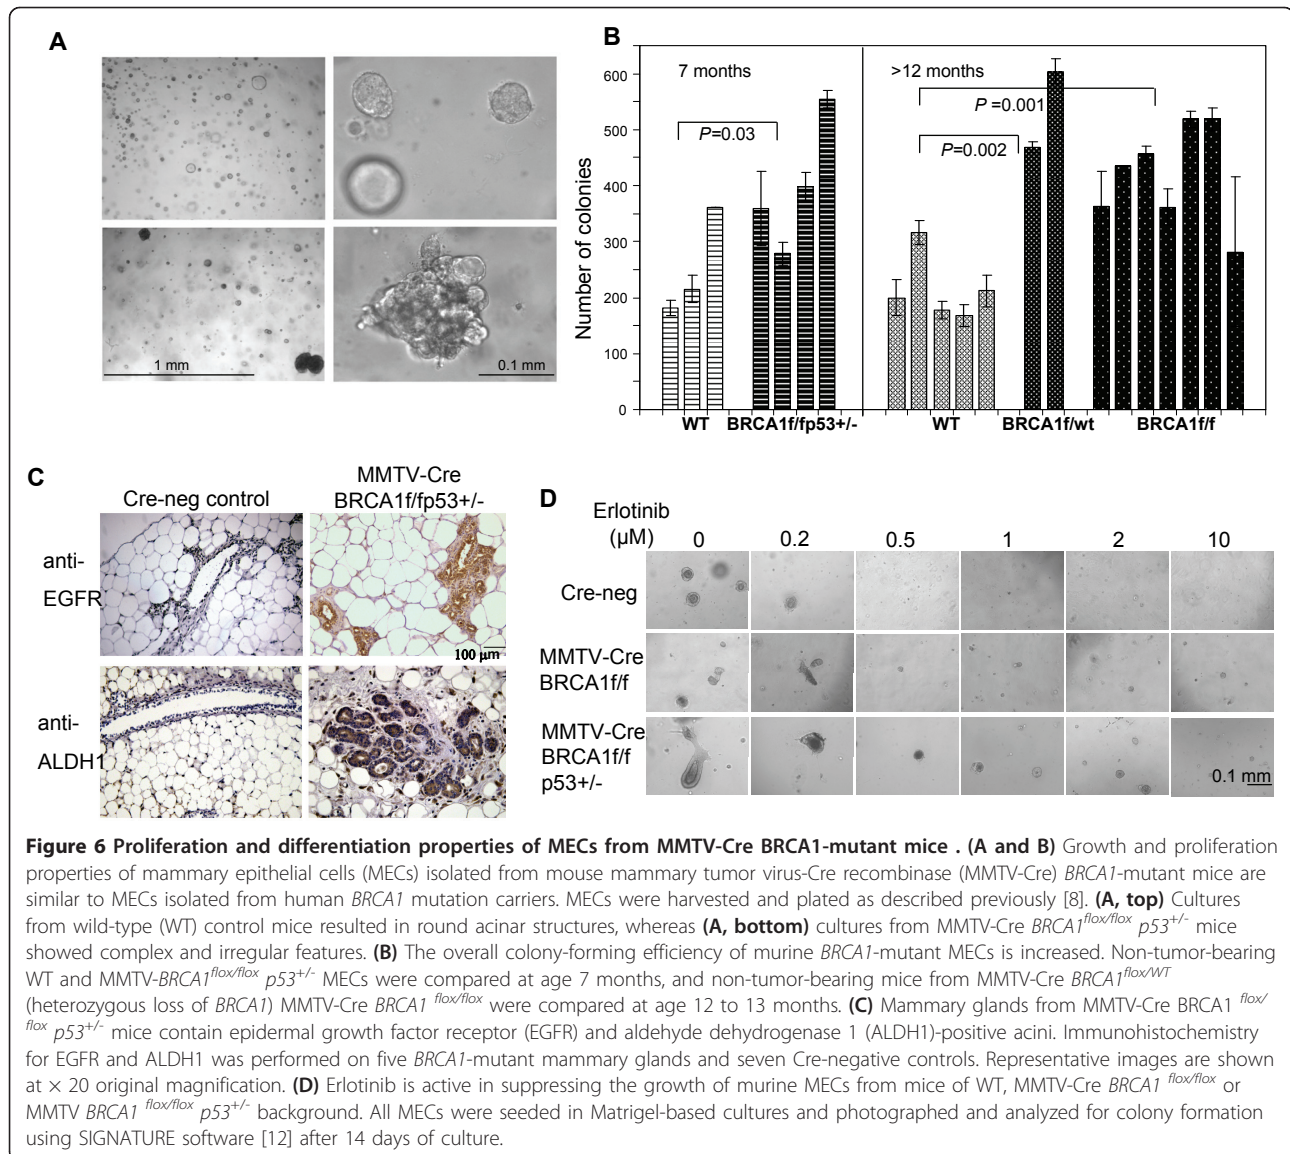 A
1 mm
0.1 mm
B
Number of colonies
600
500
400
300
200
100
0
7 months
P=0.03
>12 months
P =0.001
P=0.002
WT
BRCA1f/fp53+/-
WT
BRCA1f/wt
BRCA1f/f
C
Cre-neg control
MMTV-Cre
BRCA1f/fp53+/-
anti-
EGFR
100 µm
anti-
ALDH1
D
Erlotinib
(µM)
0
0.2
0.5
1
2
10
Cre-neg
MMTV-Cre
BRCA1f/f
MMTV-Cre
BRCA1f/f
p53+/-
0.1 mm
Figure 6 Proliferation and differentiation properties of MECs from MMTV-Cre BRCA1-mutant mice . (A and B) Growth and proliferation
properties of mammary epithelial cells (MECs) isolated from mouse mammary tumor virus-Cre recombinase (MMTV-Cre) BRCA1-mutant mice are
similar to MECs isolated from human BRCA1 mutation carriers. MECs were harvested and plated as described previously [8]. (A, top) Cultures
from wild-type (WT) control mice resulted in round acinar structures, whereas (A, bottom) cultures from MMTV-Cre BRCA1flox/flox p53+/- mice
showed complex and irregular features. (B) The overall colony-forming efficiency of murine BRCA1-mutant MECs is increased. Non-tumor-bearing
WT and MMTV-BRCA1flox/flox p53+/- MECs were compared at age 7 months, and non-tumor-bearing mice from MMTV-Cre BRCA1flox/WT
(heterozygous loss of BRCA1) MMTV-Cre BRCA1 flox/flox were compared at age 12 to 13 months. (C) Mammary glands from MMTV-Cre BRCA1 flox/
flox p53+/- mice contain epidermal growth factor receptor (EGFR) and aldehyde dehydrogenase 1 (ALDH1)-positive acini. Immunohistochemistry
for EGFR and ALDH1 was performed on five BRCA1-mutant mammary glands and seven Cre-negative controls. Representative images are shown
at × 20 original magnification. (D) Erlotinib is active in suppressing the growth of murine MECs from mice of WT, MMTV-Cre BRCA1 flox/flox or
MMTV BRCA1 flox/flox p53+/- background. All MECs were seeded in Matrigel-based cultures and photographed and analyzed for colony formation
using SIGNATURE software [12] after 14 days of culture.